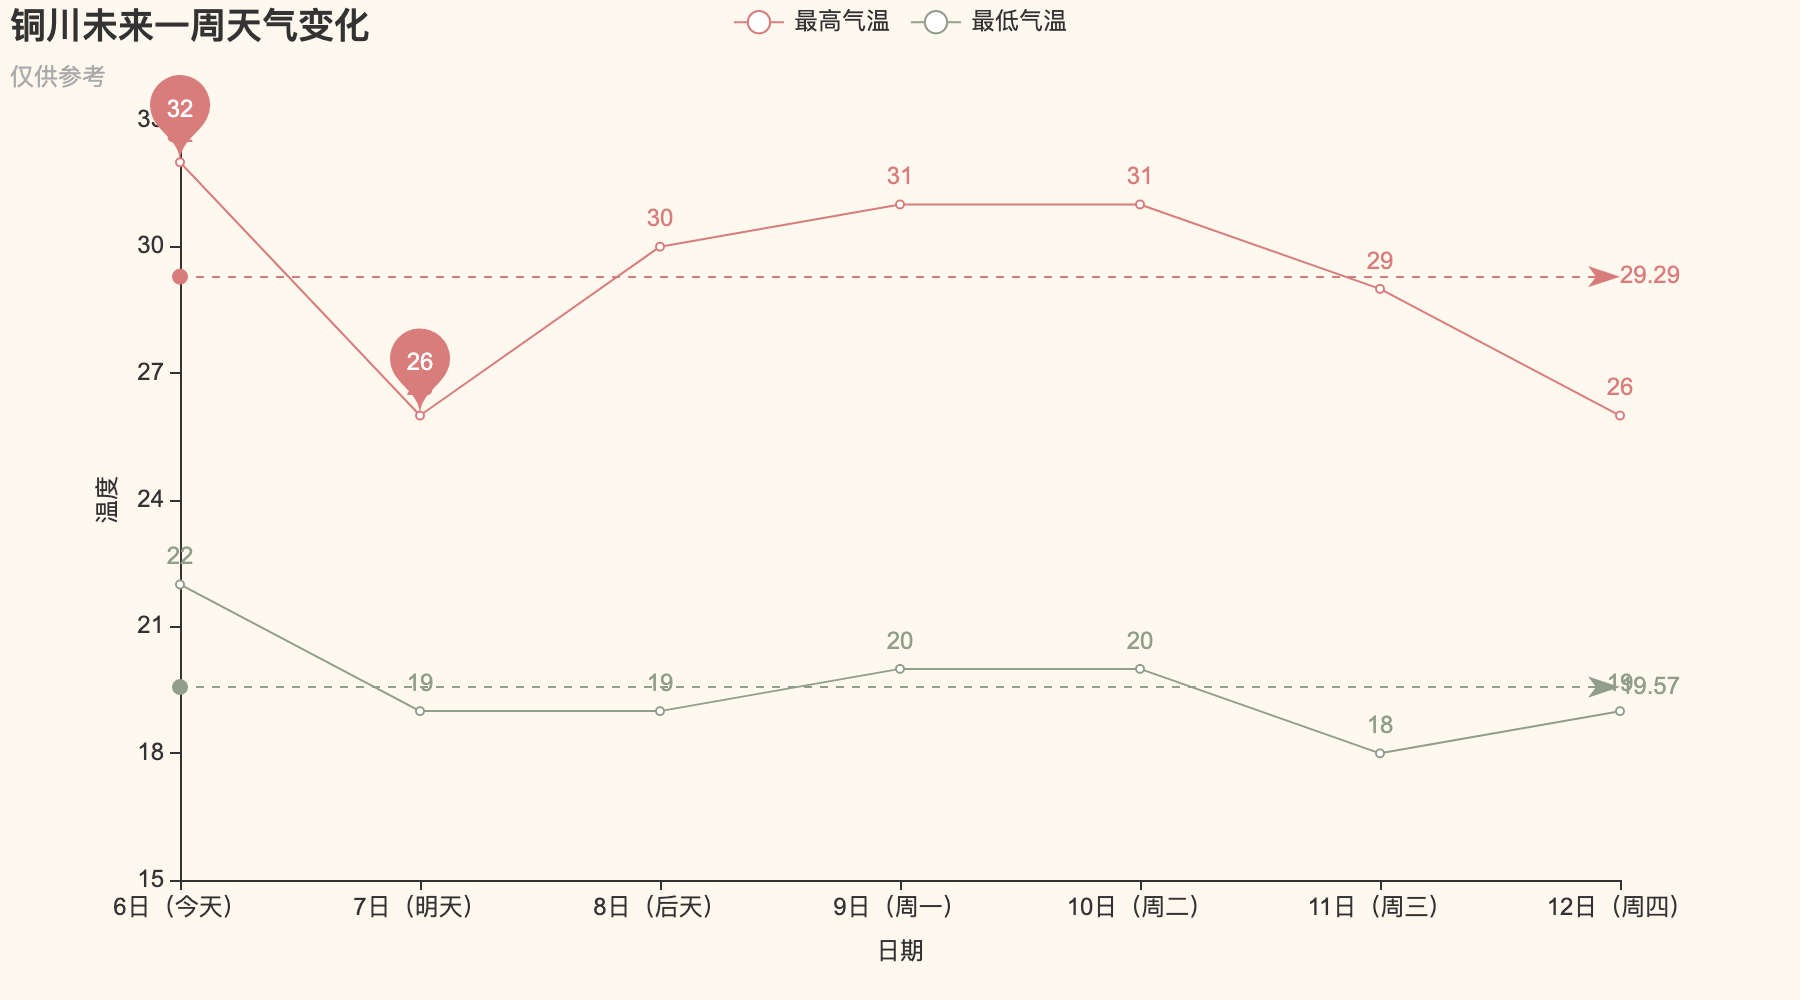 铜川未来一周天气变化
仅供参考
最高气温
最低气温
温度
33
30
27
24
21
18
15
32
26
30
31
31
29
26
29.29
22
19
19
20
20
18
19
19.57
6日（今天）
7日（明天）
8日（后天）
9日（周一）
10日（周二）
11日（周三）
12日（周四）
日期